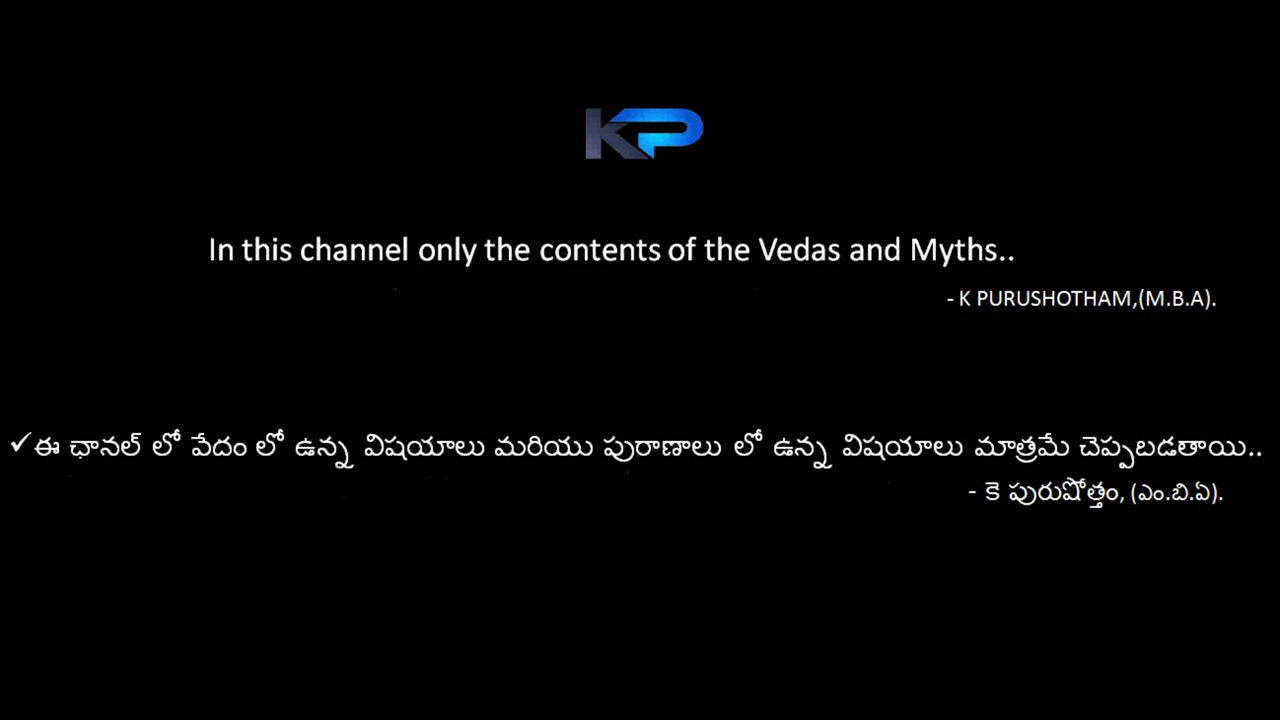 KP
In this channel only the contents of the Vedas and Myths..
- K PURUSHOTHAM,(M.B.A).
✓ఈ ఛానల్ లో వేదం లో ఉన్న విషయాలు మరియు పురాణాలు లో ఉన్న విషయాలు మాత్రమే చెప్పబడతాయి..
- కె పురుషోత్తం, (ఎం.బి.ఏ).